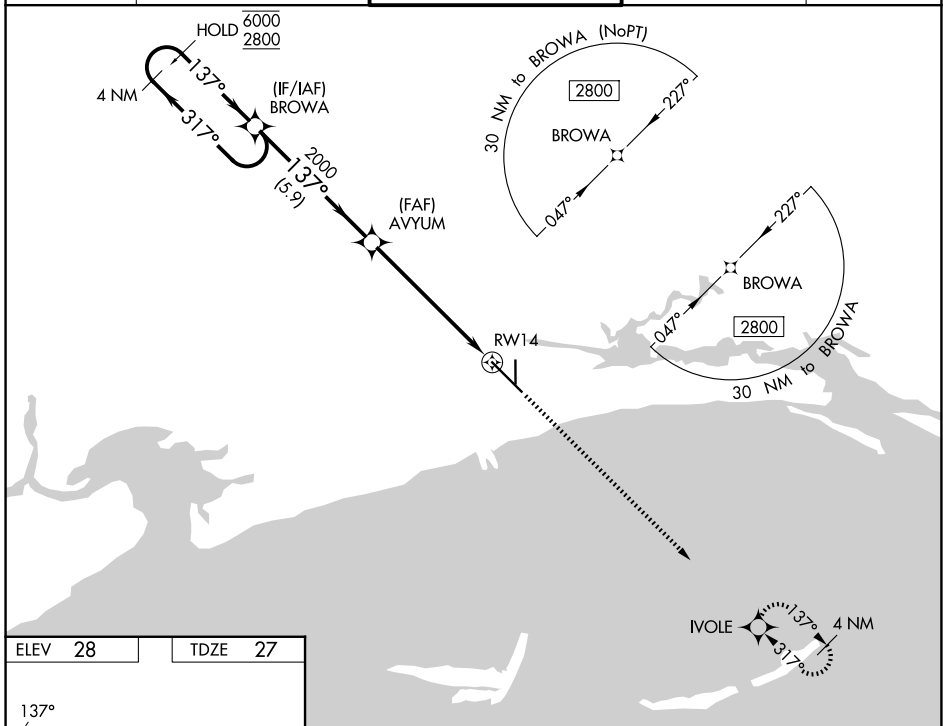 HOLD 6000
2800
137°
4 NM
317°
(IF/IAF)
BROWA
2000
137°
(5.9)
(FAF)
AVYUM
RW14
30 NM to BROWA (NoPT)
2800
227°
BROWA
047°
227°
BROWA
047°
2800
30 NM to BROWA
IVOLE
137°
4 NM
317°
ELEV 28
TDZE 27
137°